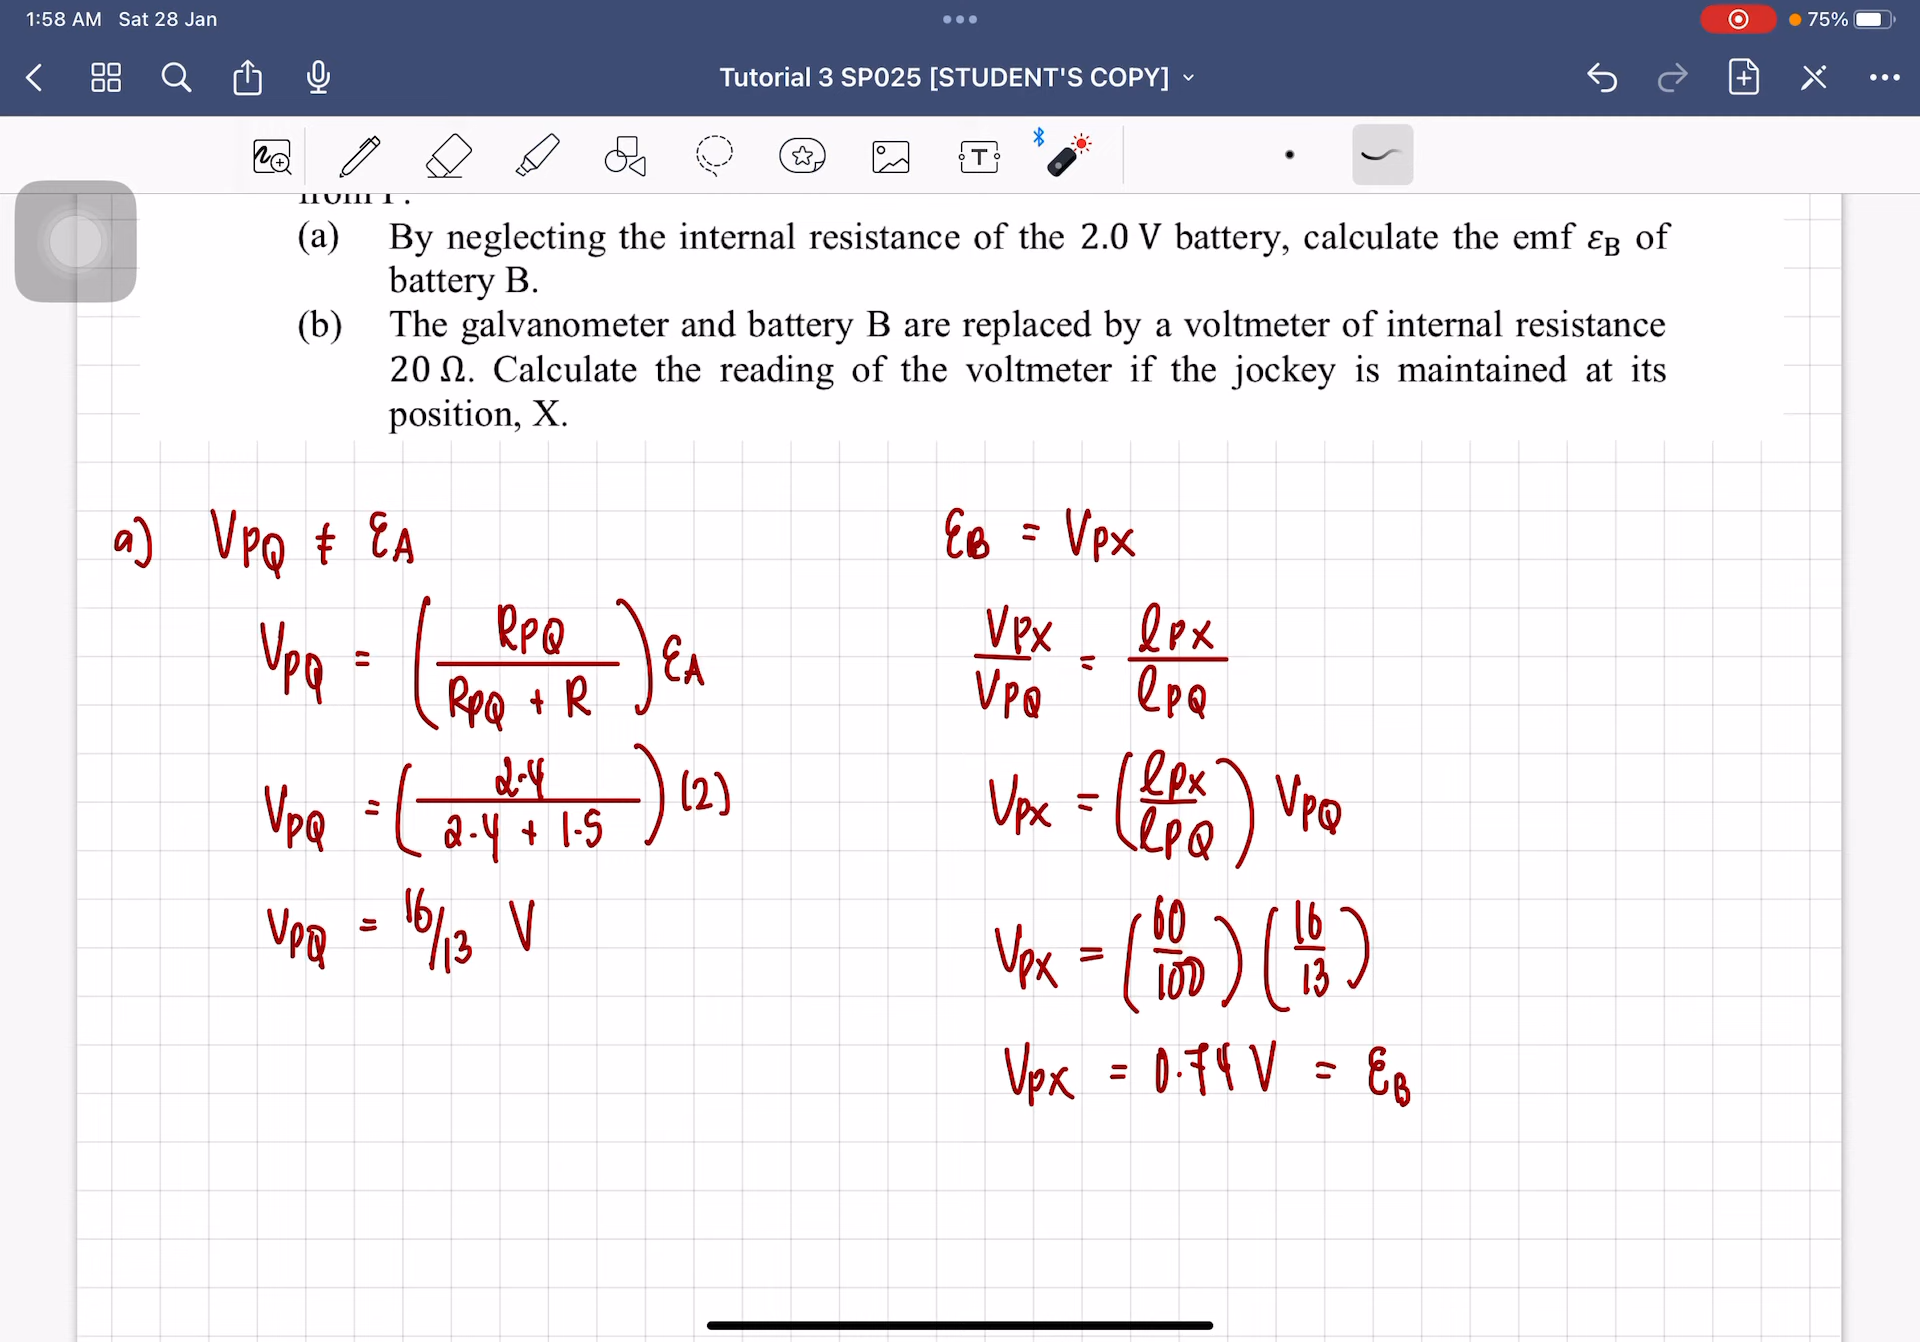 1:58 AM Sat 28 Jan
75%
Tutorial 3 SP025 [STUDENT'S COPY]
T
(a) By neglecting the internal resistance of the 2.0 V battery, calculate the emf εB of
battery B.
(b) The galvanometer and battery B are replaced by a voltmeter of internal resistance
20 Ω. Calculate the reading of the voltmeter if the jockey is maintained at its
position, X.
a) VPQ ≠ εA
VPQ = (RPQ / RPQ + R) εA
VPQ = (2.4 / 2.4 + 1.5) (2)
VPQ = 16/13 V
εB = VPX
VPX / VPQ = ℓPX / ℓPQ
VPX = (ℓPX / ℓPQ) VPQ
VPX = (60 / 100) (16 / 13)
VPX = 0.74 V = εB